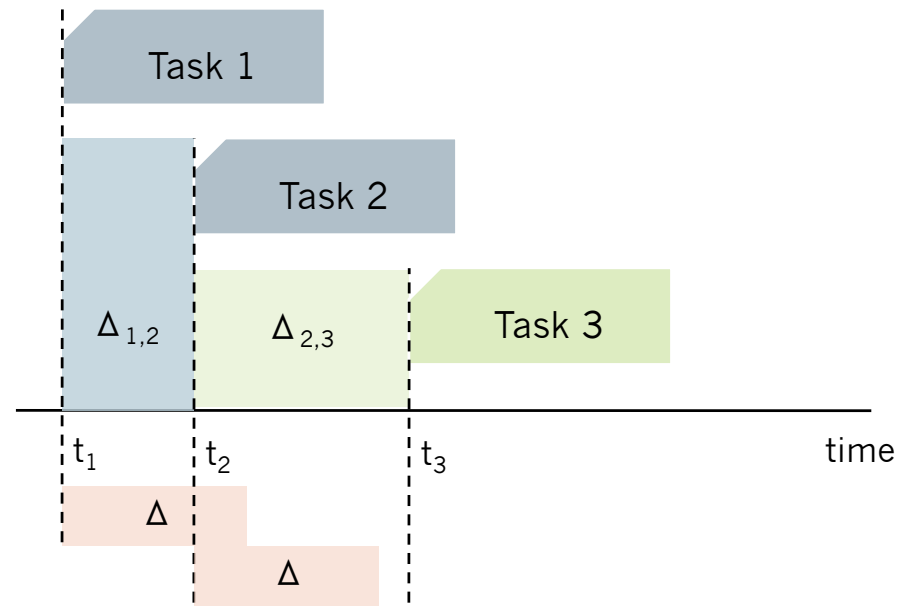 Task 1
Task 2
Δ1,2
Δ2,3
Task 3
t1
t2
t3
time
Δ
Δ